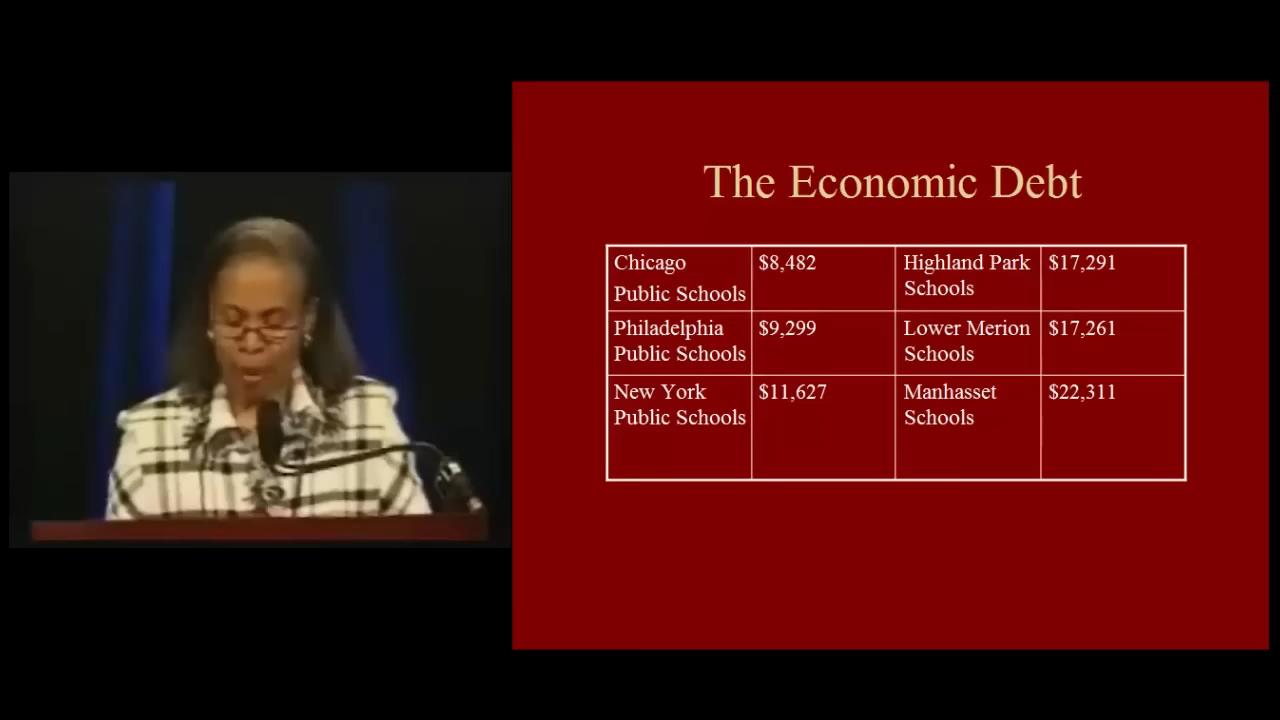 The Economic Debt
Chicago
Public Schools
$8,482
Highland Park
Schools
$17,291
Philadelphia
Public Schools
$9,299
Lower Merion
Schools
$17,261
New York
Public Schools
$11,627
Manhasset
Schools
$22,311